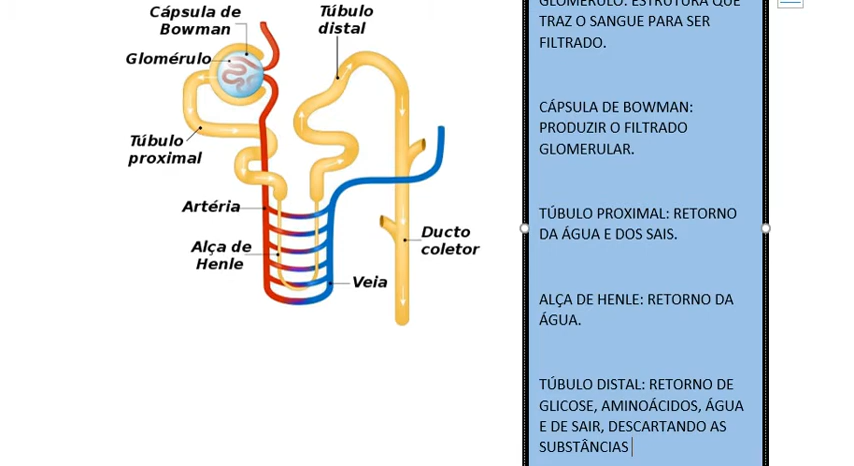 Cápsula de
Bowman
Túbulo
distal
Glomérulo
Túbulo
proximal
Artéria
Alça de
Henle
Ducto
coletor
Veia
GLOMÉRULO: ESTRUTURA QUE
TRAZ O SANGUE PARA SER
FILTRADO.
CÁPSULA DE BOWMAN:
PRODUZIR O FILTRADO
GLOMERULAR.
TÚBULO PROXIMAL: RETORNO
DA ÁGUA E DOS SAIS.
ALÇA DE HENLE: RETORNO DA
ÁGUA.
TÚBULO DISTAL: RETORNO DE
GLICOSE, AMINOÁCIDOS, ÁGUA
E DE SAIR, DESCARTANDO AS
SUBSTÂNCIAS